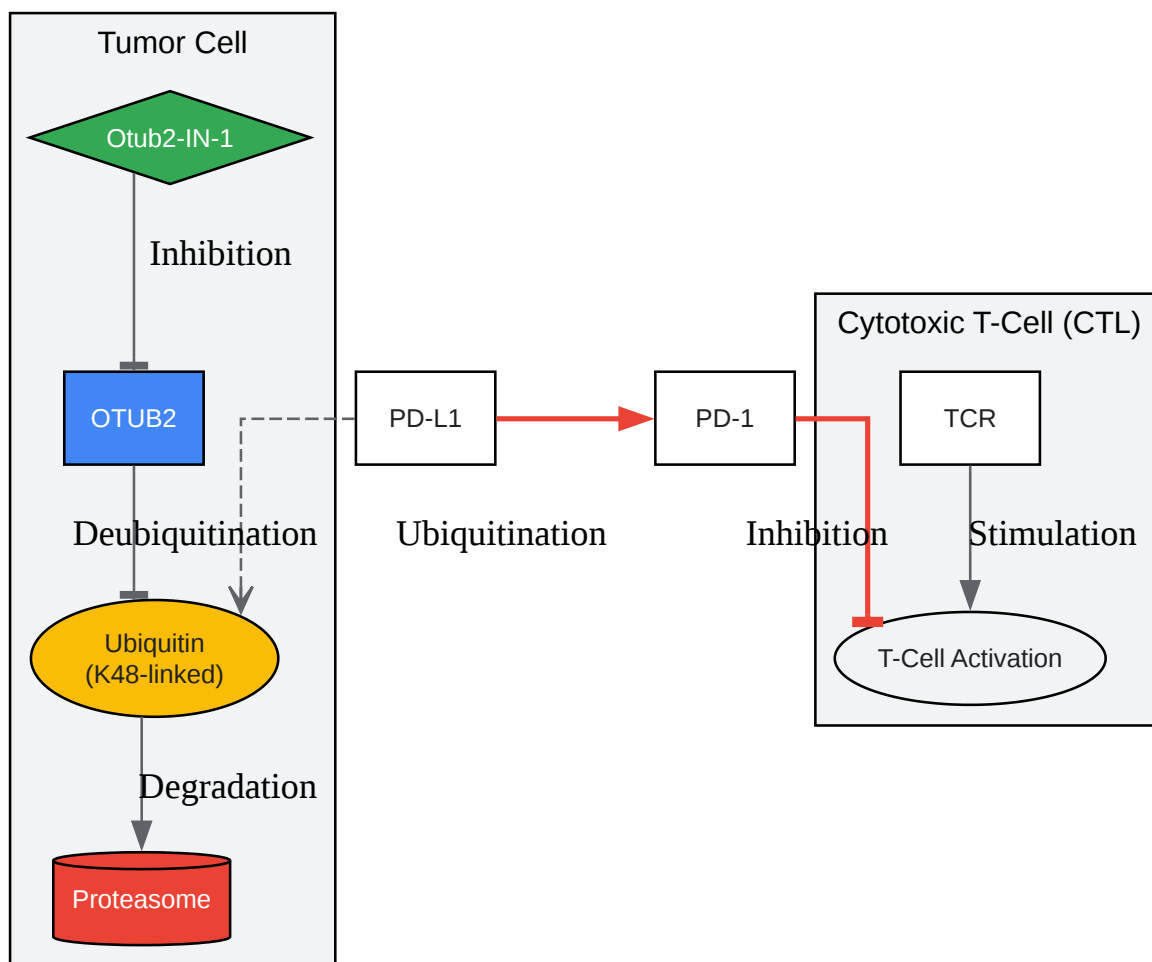 Tumor Cell
Otub2-IN-1
Inhibition
Cytotoxic T-Cell (CTL)
OTUB2
PD-L1
PD-1
TCR
Deubiquitination
Ubiquitination
Inhibition
Stimulation
Ubiquitin
(K48-linked)
T-Cell Activation
Degradation
Proteasome